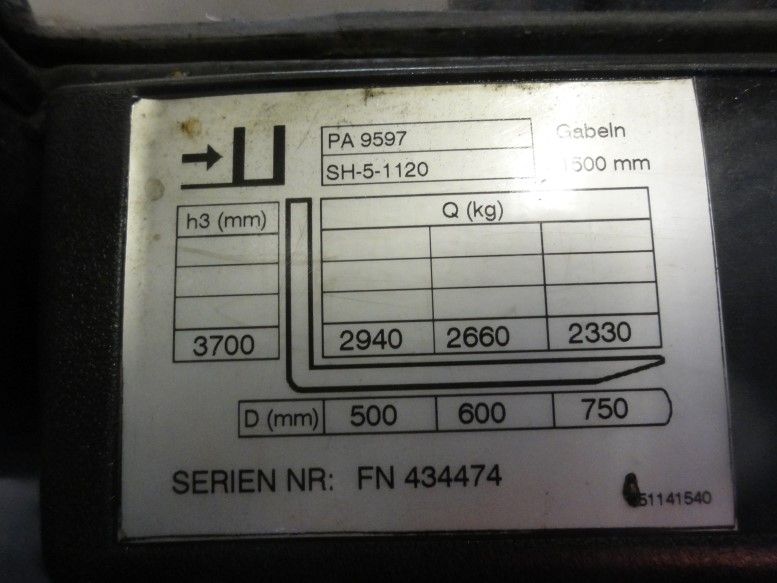 PA 9597
SH-5-1120
Gabeln
1500 mm
h3 (mm)
Q (kg)
3700 2940 2660 2330
D (mm) 500 600 750
SERIEN NR: FN 434474
51141540